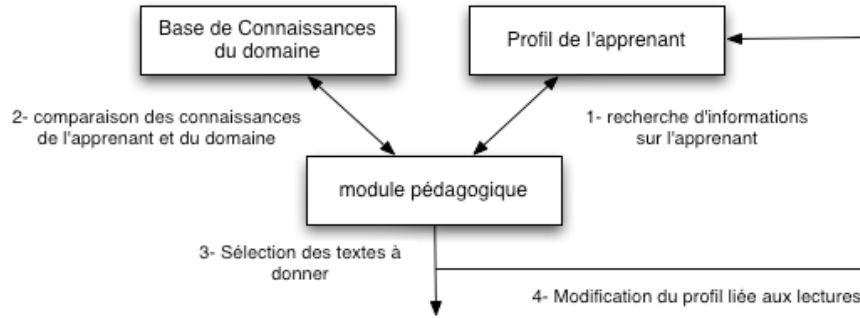 Base de Connaissances
du domaine
Profil de l'apprenant
2- comparaison des connaissances
de l'apprenant et du domaine
1- recherche d'informations
sur l'apprenant
module pédagogique
3- Sélection des textes à
donner
4- Modification du profil liée aux lectures